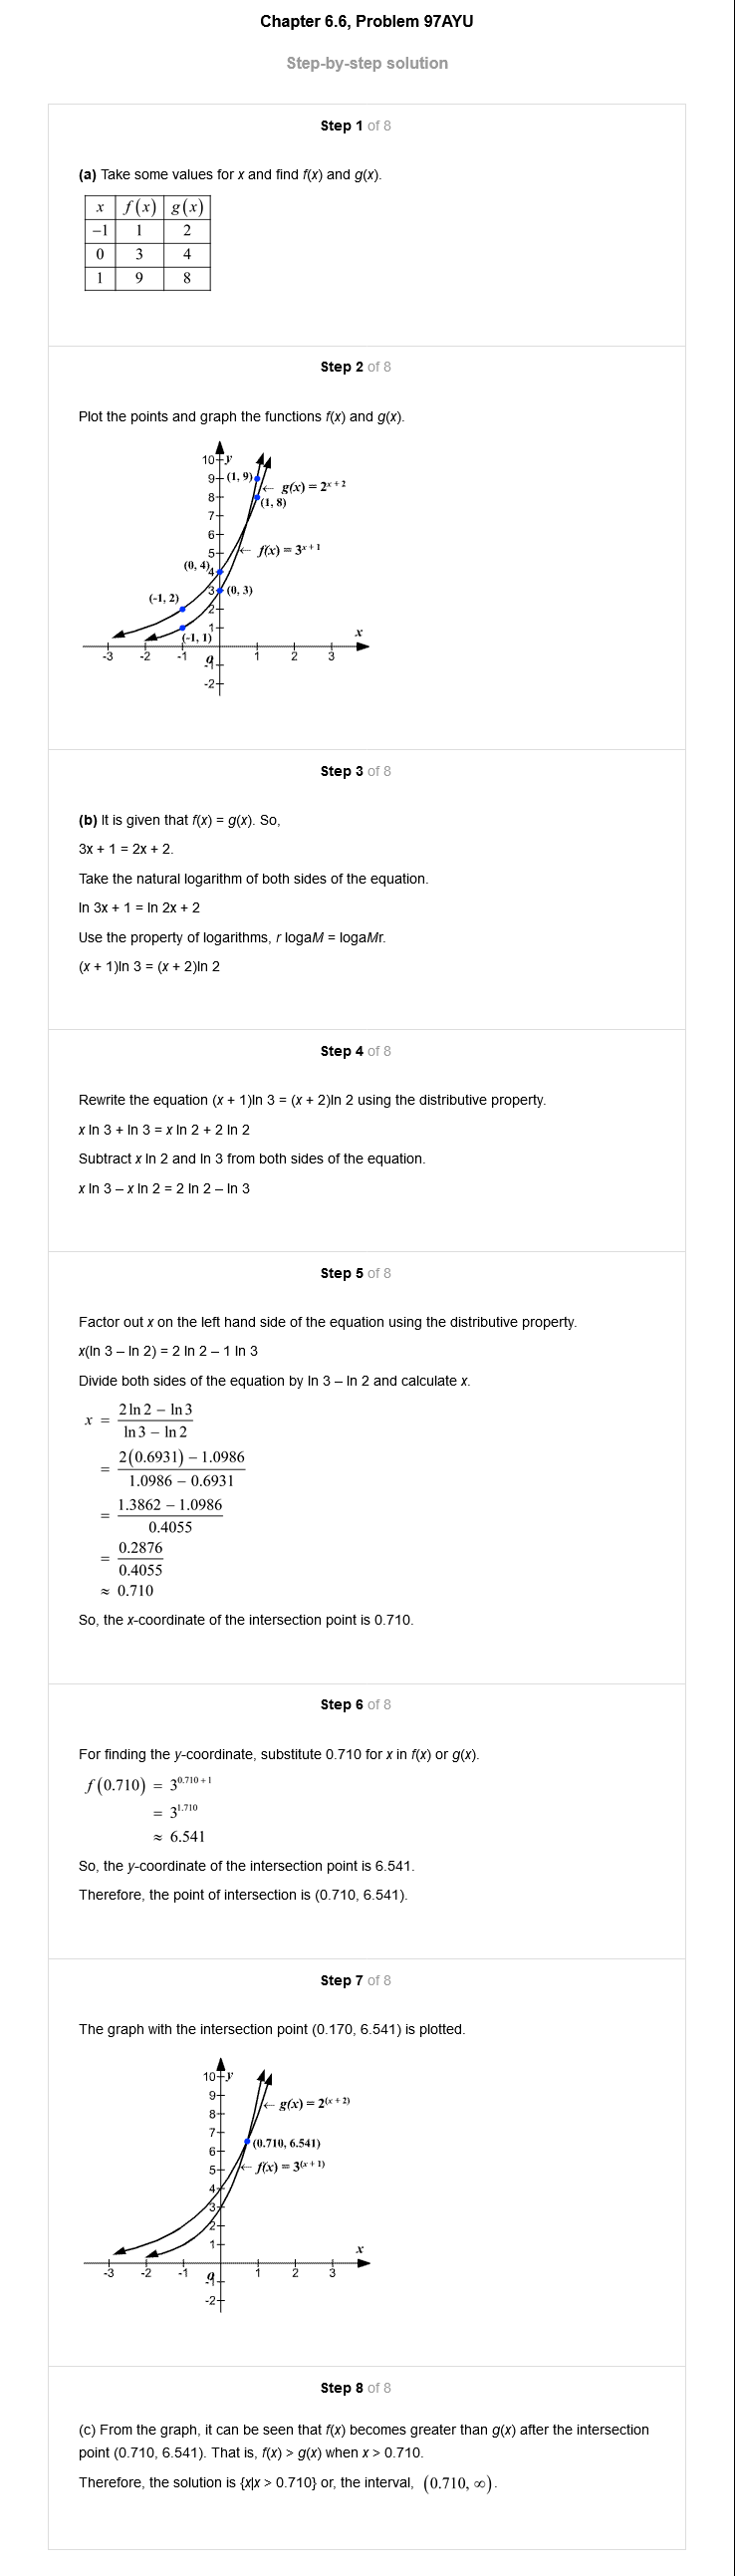 Chapter 6.6, Problem 97AYU
Step-by-step solution
Step 1 of 8
(a) Take some values for x and find f(x) and g(x).
x f(x) g(x)
−1 1 2
0 3 4
1 9 8
Step 2 of 8
Plot the points and graph the functions f(x) and g(x).
10 y
9 (1, 9)
← g(x) = 2^{x + 2}
8 (1, 8)
7
6
5 ← f(x) = 3^{x + 1}
(0, 4) 4
3 (0, 3)
(-1, 2) 2
1
(-1, 1)
x
-3 -2 -1 0 1 2 3
-1
-2
Step 3 of 8
(b) It is given that f(x) = g(x). So,
3x + 1 = 2x + 2.
Take the natural logarithm of both sides of the equation.
ln 3x + 1 = ln 2x + 2
Use the property of logarithms, r logaM = logaMr.
(x + 1)ln 3 = (x + 2)ln 2
Step 4 of 8
Rewrite the equation (x + 1)ln 3 = (x + 2)ln 2 using the distributive property.
x ln 3 + ln 3 = x ln 2 + 2 ln 2
Subtract x ln 2 and ln 3 from both sides of the equation.
x ln 3 – x ln 2 = 2 ln 2 – ln 3
Step 5 of 8
Factor out x on the left hand side of the equation using the distributive property.
x(ln 3 – ln 2) = 2 ln 2 – 1 ln 3
Divide both sides of the equation by ln 3 – ln 2 and calculate x.
x = \frac{2 ln 2 − ln 3}{ln 3 − ln 2}
= \frac{2(0.6931) − 1.0986}{1.0986 − 0.6931}
= \frac{1.3862 − 1.0986}{0.4055}
= \frac{0.2876}{0.4055}
≈ 0.710
So, the x-coordinate of the intersection point is 0.710.
Step 6 of 8
For finding the y-coordinate, substitute 0.710 for x in f(x) or g(x).
f(0.710) = 3^{0.710 + 1}
= 3^{1.710}
≈ 6.541
So, the y-coordinate of the intersection point is 6.541.
Therefore, the point of intersection is (0.710, 6.541).
Step 7 of 8
The graph with the intersection point (0.170, 6.541) is plotted.
10 y
9
← g(x) = 2^{(x + 2)}
8
7
(0.710, 6.541)
6
5 ← f(x) = 3^{(x + 1)}
4
3
2
1
x
-3 -2 -1 0 1 2 3
-1
-2
Step 8 of 8
(c) From the graph, it can be seen that f(x) becomes greater than g(x) after the intersection
point (0.710, 6.541). That is, f(x) > g(x) when x > 0.710.
Therefore, the solution is {x|x > 0.710} or, the interval, (0.710, ∞).